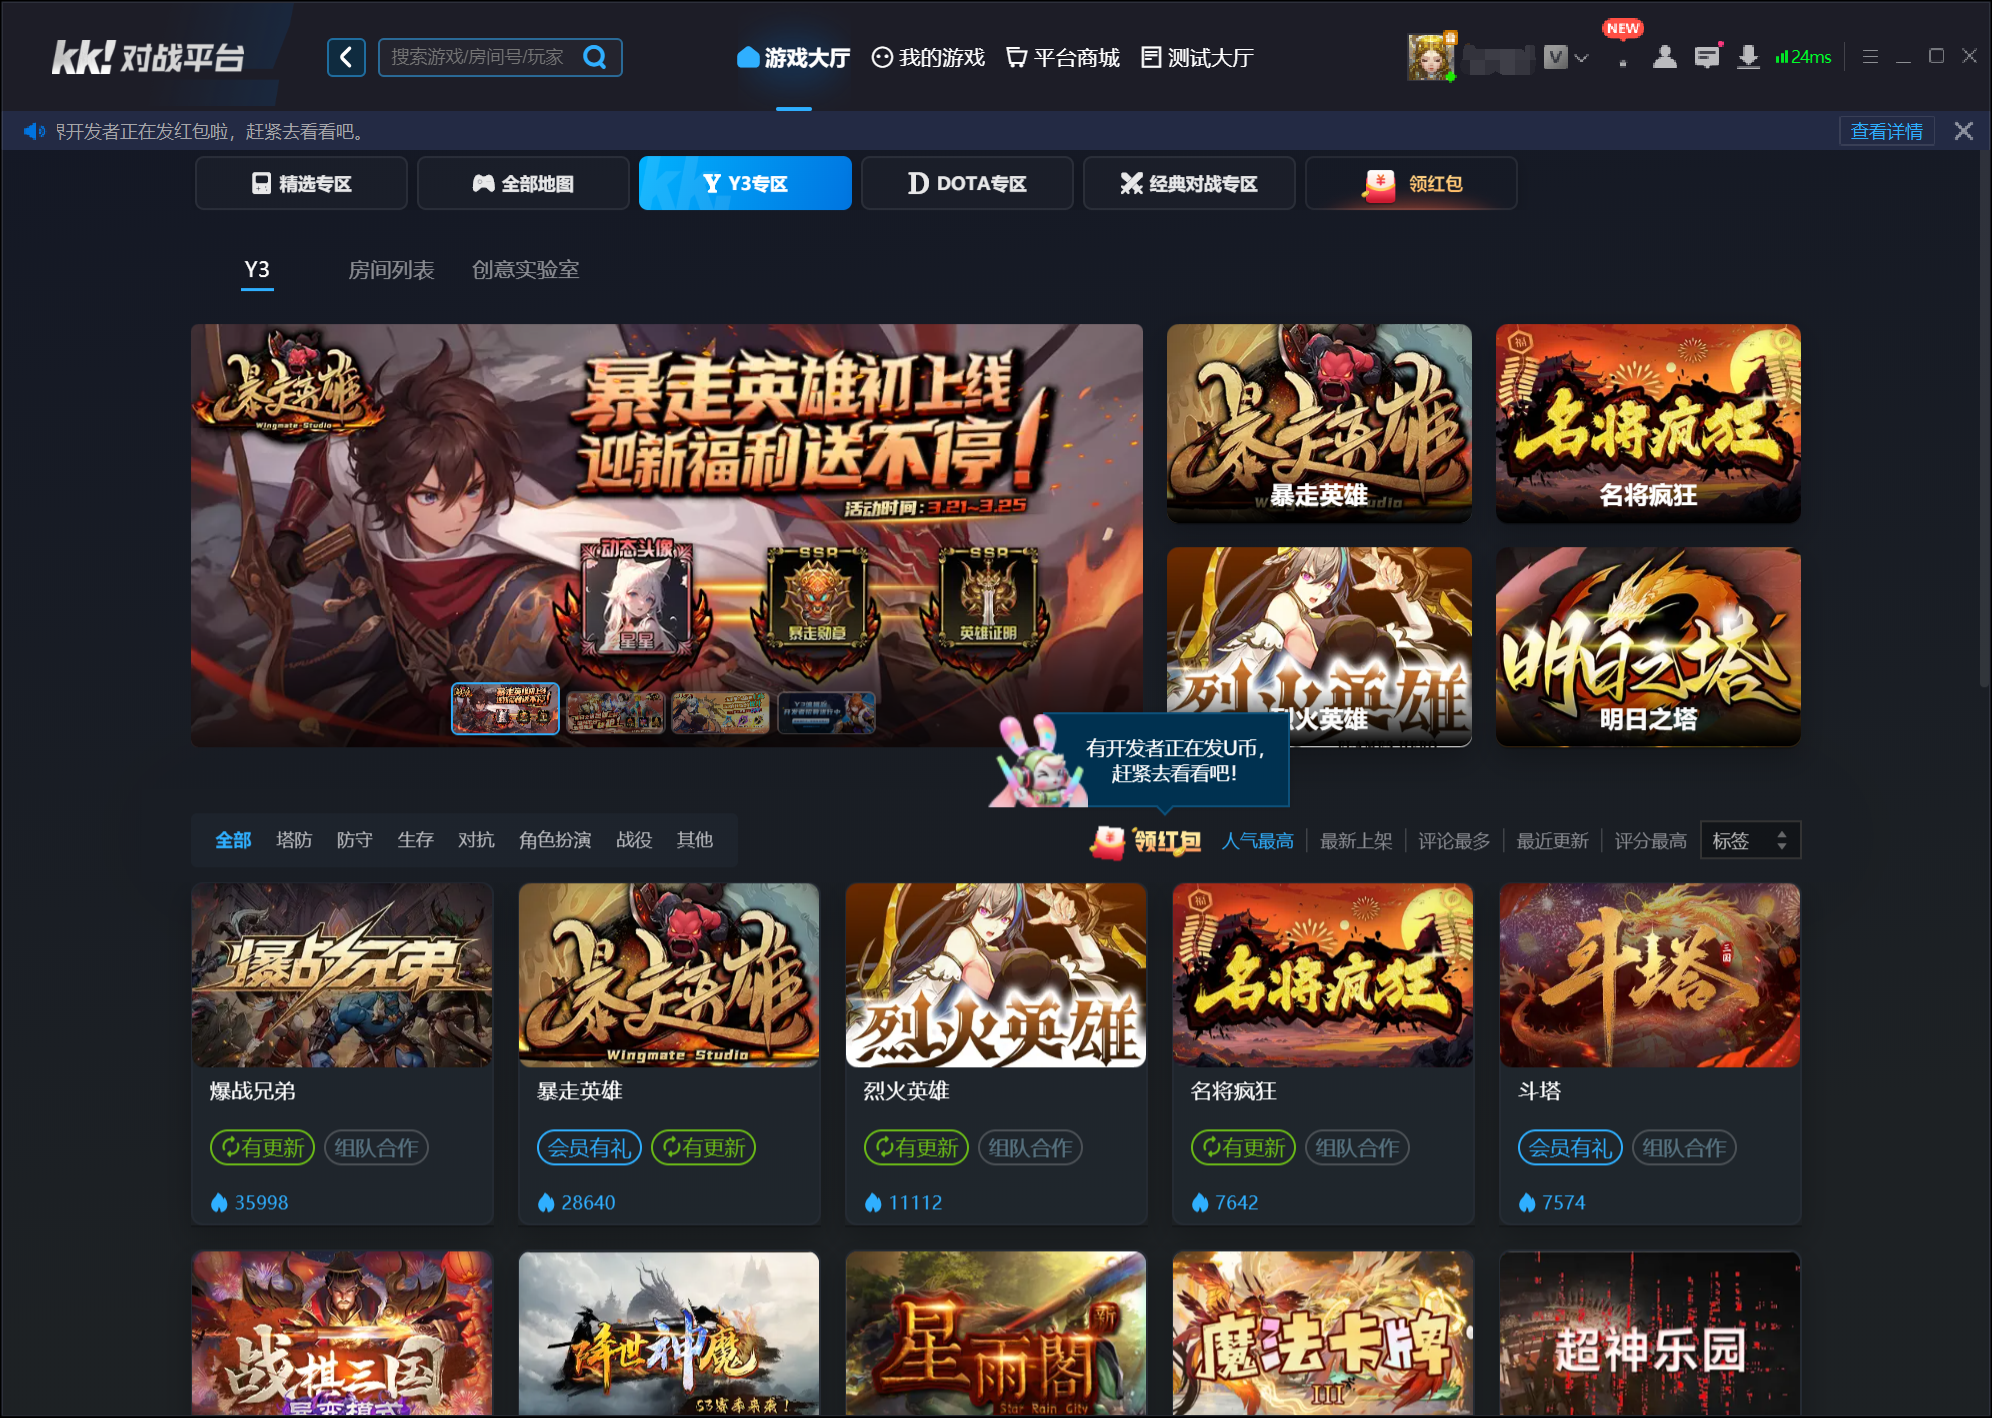 kk! 对战平台
搜索游戏/房间号/玩家
游戏大厅
我的游戏
平台商城
测试大厅
V
NEW
24ms
开发者正在发红包啦，赶紧去看看吧。
查看详情
精选专区
全部地图
Y3专区
DOTA专区
经典对战专区
领红包
Y3
房间列表
创意实验室
暴走英雄
Wingmate-Studio
暴走英雄初上线
迎新福利送不停！
活动时间：3.21~3.25
动态头像
星星
SSR
暴走勋章
SSR
英雄证明
暴走英雄
暴走英雄
名将疯狂
名将疯狂
烈火英雄
火英雄
明日之塔
明日之塔
有开发者正在发U币，
赶紧去看看吧！
全部
塔防
防守
生存
对抗
角色扮演
战役
其他
领红包
人气最高
最新上架
评论最多
最近更新
评分最高
标签
爆战兄弟
暴走英雄
Wingmate-Studio
烈火英雄
名将疯狂
斗塔
三国
爆战兄弟
暴走英雄
烈火英雄
名将疯狂
斗塔
有更新
组队合作
会员有礼
有更新
有更新
组队合作
有更新
组队合作
会员有礼
组队合作
35998
28640
11112
7642
7574
战棋三国
降世神魔
S3赛季来袭！
星雨閣
新
Star Rain City
魔法卡牌
III
超神乐园